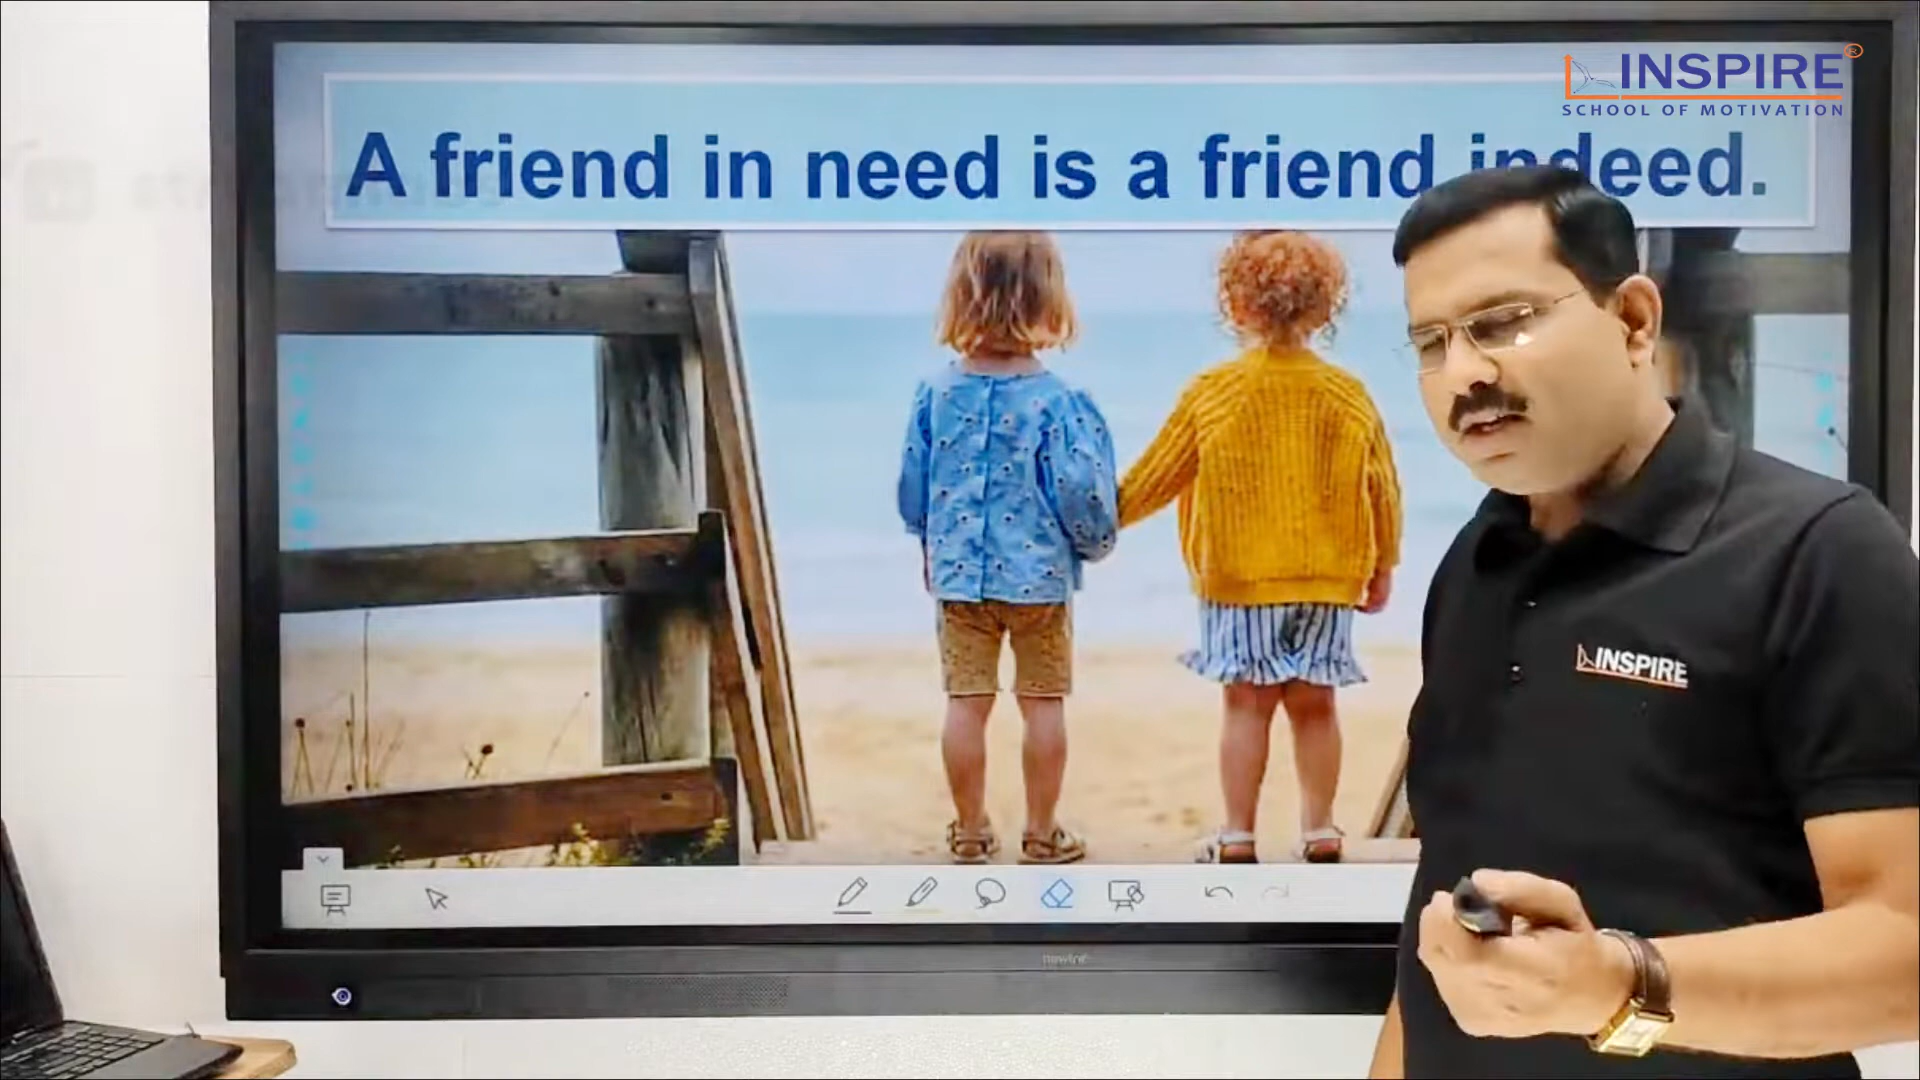 INSPIRE®
SCHOOL OF MOTIVATION
A friend in need is a friend indeed.
INSPIRE